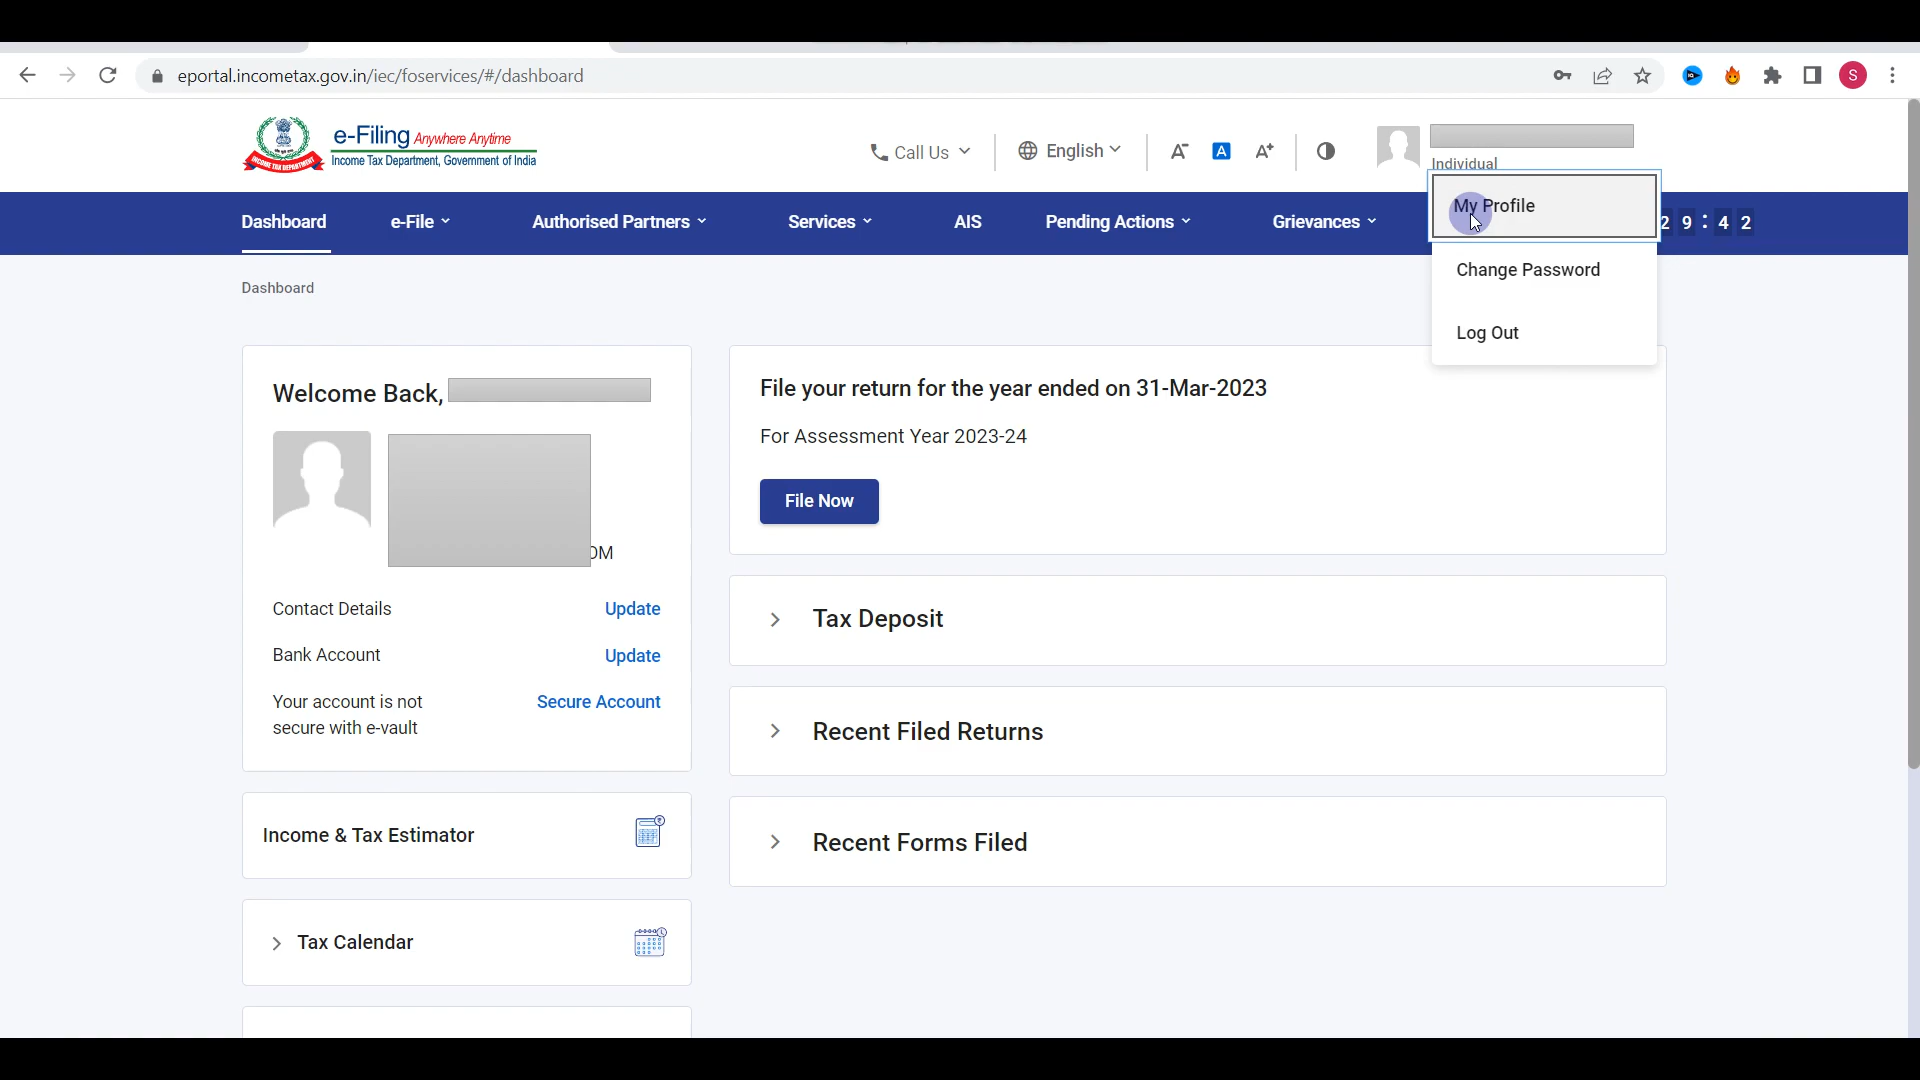 eportal.incometax.gov.in/iec/foservices/#/dashboard
S
e-Filing Anywhere Anytime
Income Tax Department, Government of India
INCOME TAX DEPARTMENT
Call Us
English
A-
A
A+
Individual
Dashboard
e-File
Authorised Partners
Services
AIS
Pending Actions
Grievances
2 9 : 4 2
My Profile
Change Password
Log Out
Dashboard
Welcome Back,
OM
Contact Details Update
Bank Account Update
Your account is not Secure Account
secure with e-vault
Income & Tax Estimator
Tax Calendar
File your return for the year ended on 31-Mar-2023
For Assessment Year 2023-24
File Now
Tax Deposit
Recent Filed Returns
Recent Forms Filed